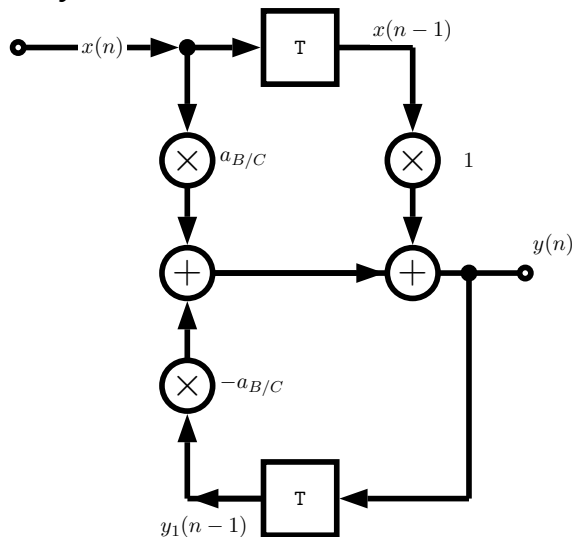 x(n)
T
x(n − 1)
a_{B/C}
1
y(n)
−a_{B/C}
T
y_1(n − 1)